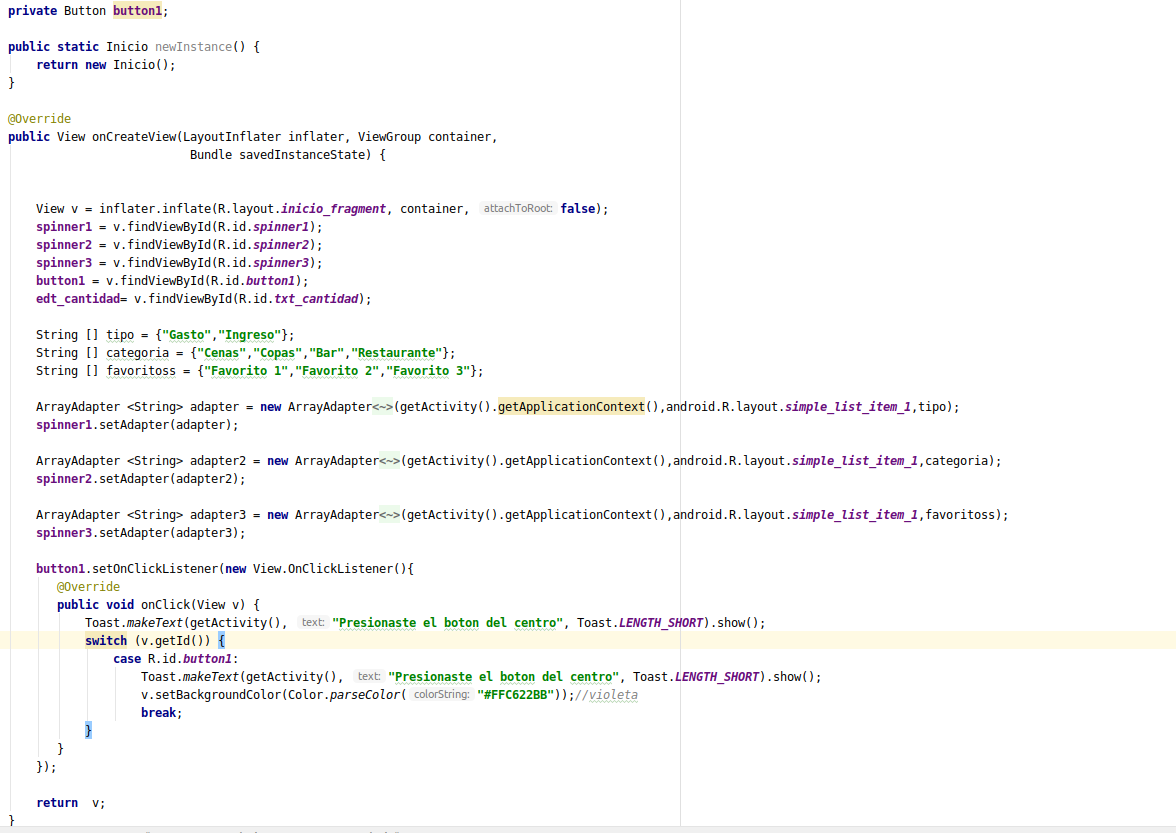 private Button button1;
public static Inicio newInstance() {
return new Inicio();
}
@Override
public View onCreateView(LayoutInflater inflater, ViewGroup container,
Bundle savedInstanceState) {
View v = inflater.inflate(R.layout.inicio_fragment, container, attachToRoot: false);
spinner1 = v.findViewById(R.id.spinner1);
spinner2 = v.findViewById(R.id.spinner2);
spinner3 = v.findViewById(R.id.spinner3);
button1 = v.findViewById(R.id.button1);
edt_cantidad= v.findViewById(R.id.txt_cantidad);
String [] tipo = {"Gasto","Ingreso"};
String [] categoria = {"Cenas","Copas","Bar","Restaurante"};
String [] favoritoss = {"Favorito 1","Favorito 2","Favorito 3"};
ArrayAdapter <String> adapter = new ArrayAdapter<~>(getActivity().getApplicationContext(),android.R.layout.simple_list_item_1,tipo);
spinner1.setAdapter(adapter);
ArrayAdapter <String> adapter2 = new ArrayAdapter<~>(getActivity().getApplicationContext(),android.R.layout.simple_list_item_1,categoria);
spinner2.setAdapter(adapter2);
ArrayAdapter <String> adapter3 = new ArrayAdapter<~>(getActivity().getApplicationContext(),android.R.layout.simple_list_item_1,favoritoss);
spinner3.setAdapter(adapter3);
button1.setOnClickListener(new View.OnClickListener(){
@Override
public void onClick(View v) {
Toast.makeText(getActivity(), text: "Presionaste el boton del centro", Toast.LENGTH_SHORT).show();
switch (v.getId()) {
case R.id.button1:
Toast.makeText(getActivity(), text: "Presionaste el boton del centro", Toast.LENGTH_SHORT).show();
v.setBackgroundColor(Color.parseColor( colorString: "#FFC622BB"));//violeta
break;
}
}
});
return  v;
}